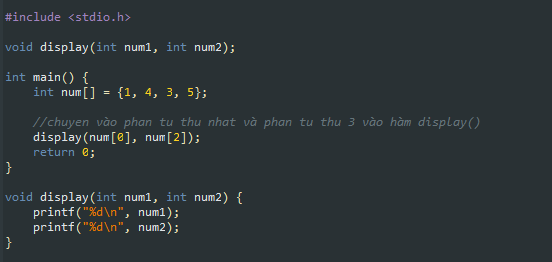 #include <stdio.h>
void display(int num1, int num2);
int main() {
int num[] = {1, 4, 3, 5};
//chuyen vào phan tu thu nhat và phan tu thu 3 vào hàm display()
display(num[0], num[2]);
return 0;
}
void display(int num1, int num2) {
printf("%d\n", num1);
printf("%d\n", num2);
}